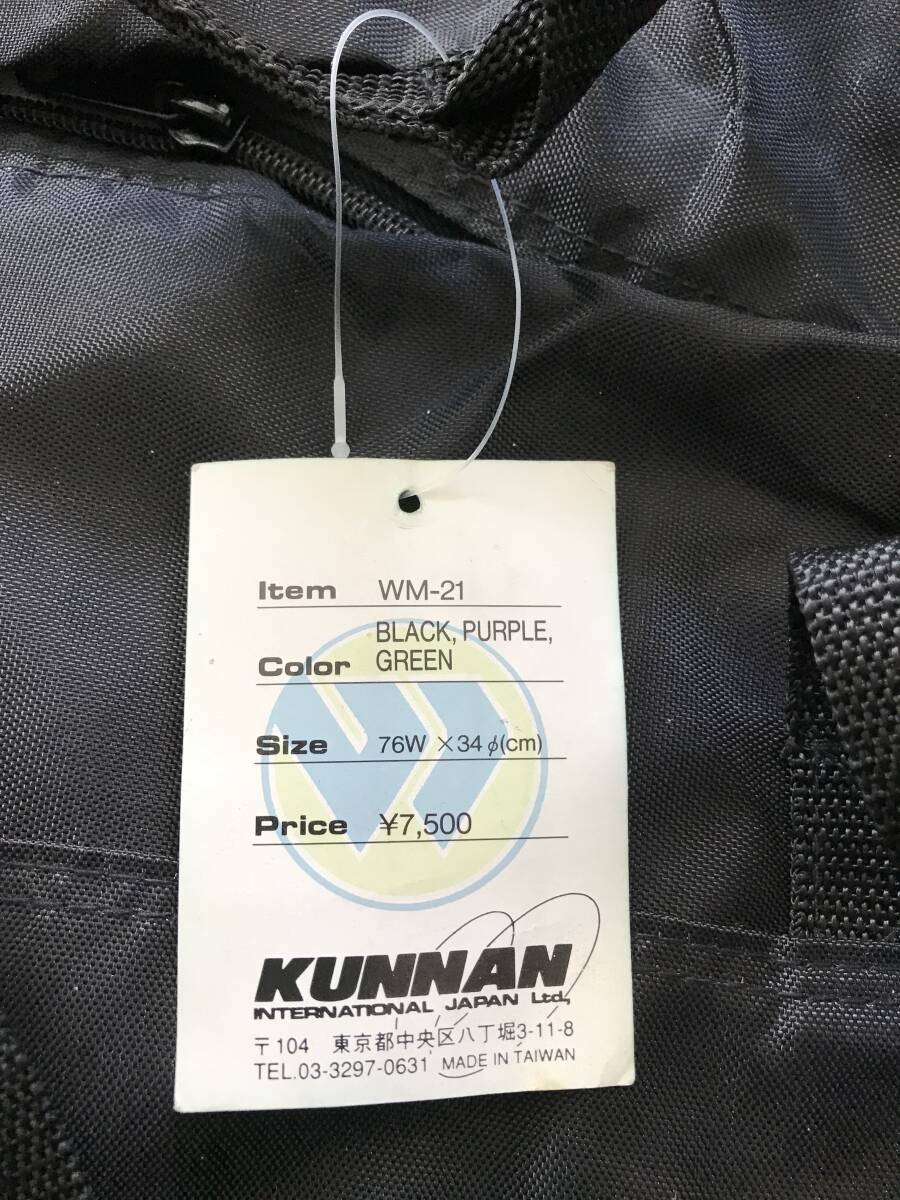 Item WM-21
BLACK, PURPLE,
Color GREEN
Size 76W ×34φ(cm)
Price ¥7,500
KUNNAN
INTERNATIONAL JAPAN Ltd,
〒104 東京都中央区八丁堀3-11-8
TEL.03-3297-0631 MADE IN TAIWAN